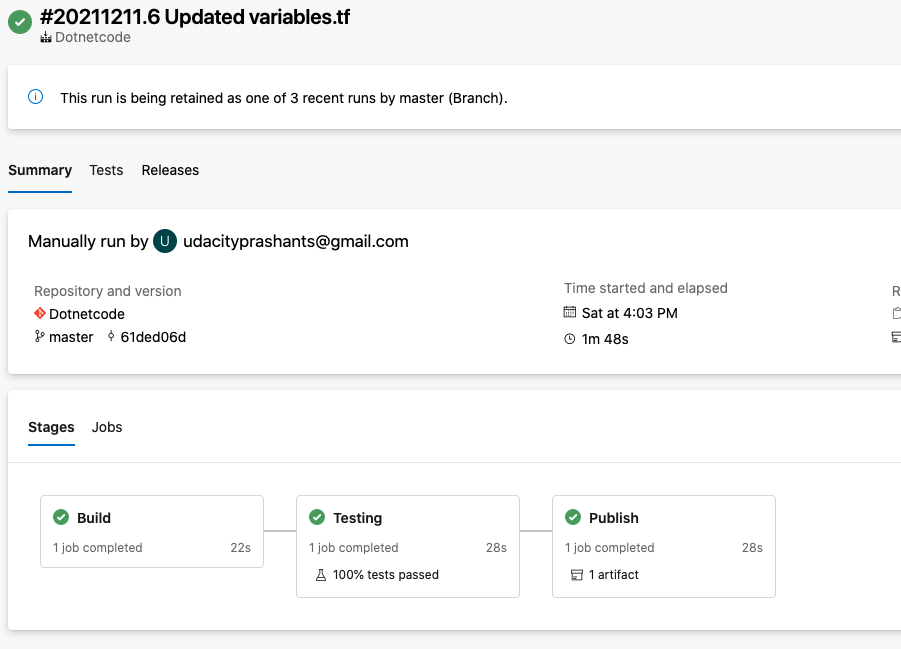 #20211211.6 Updated variables.tf
Dotnetcode
This run is being retained as one of 3 recent runs by master (Branch).
Summary Tests Releases
Manually run by U udacityprashants@gmail.com
Repository and version
Dotnetcode
master 61ded06d
Time started and elapsed
Sat at 4:03 PM
1m 48s
R
Stages Jobs
Build
1 job completed 22s
Testing
1 job completed 28s
100% tests passed
Publish
1 job completed 28s
1 artifact